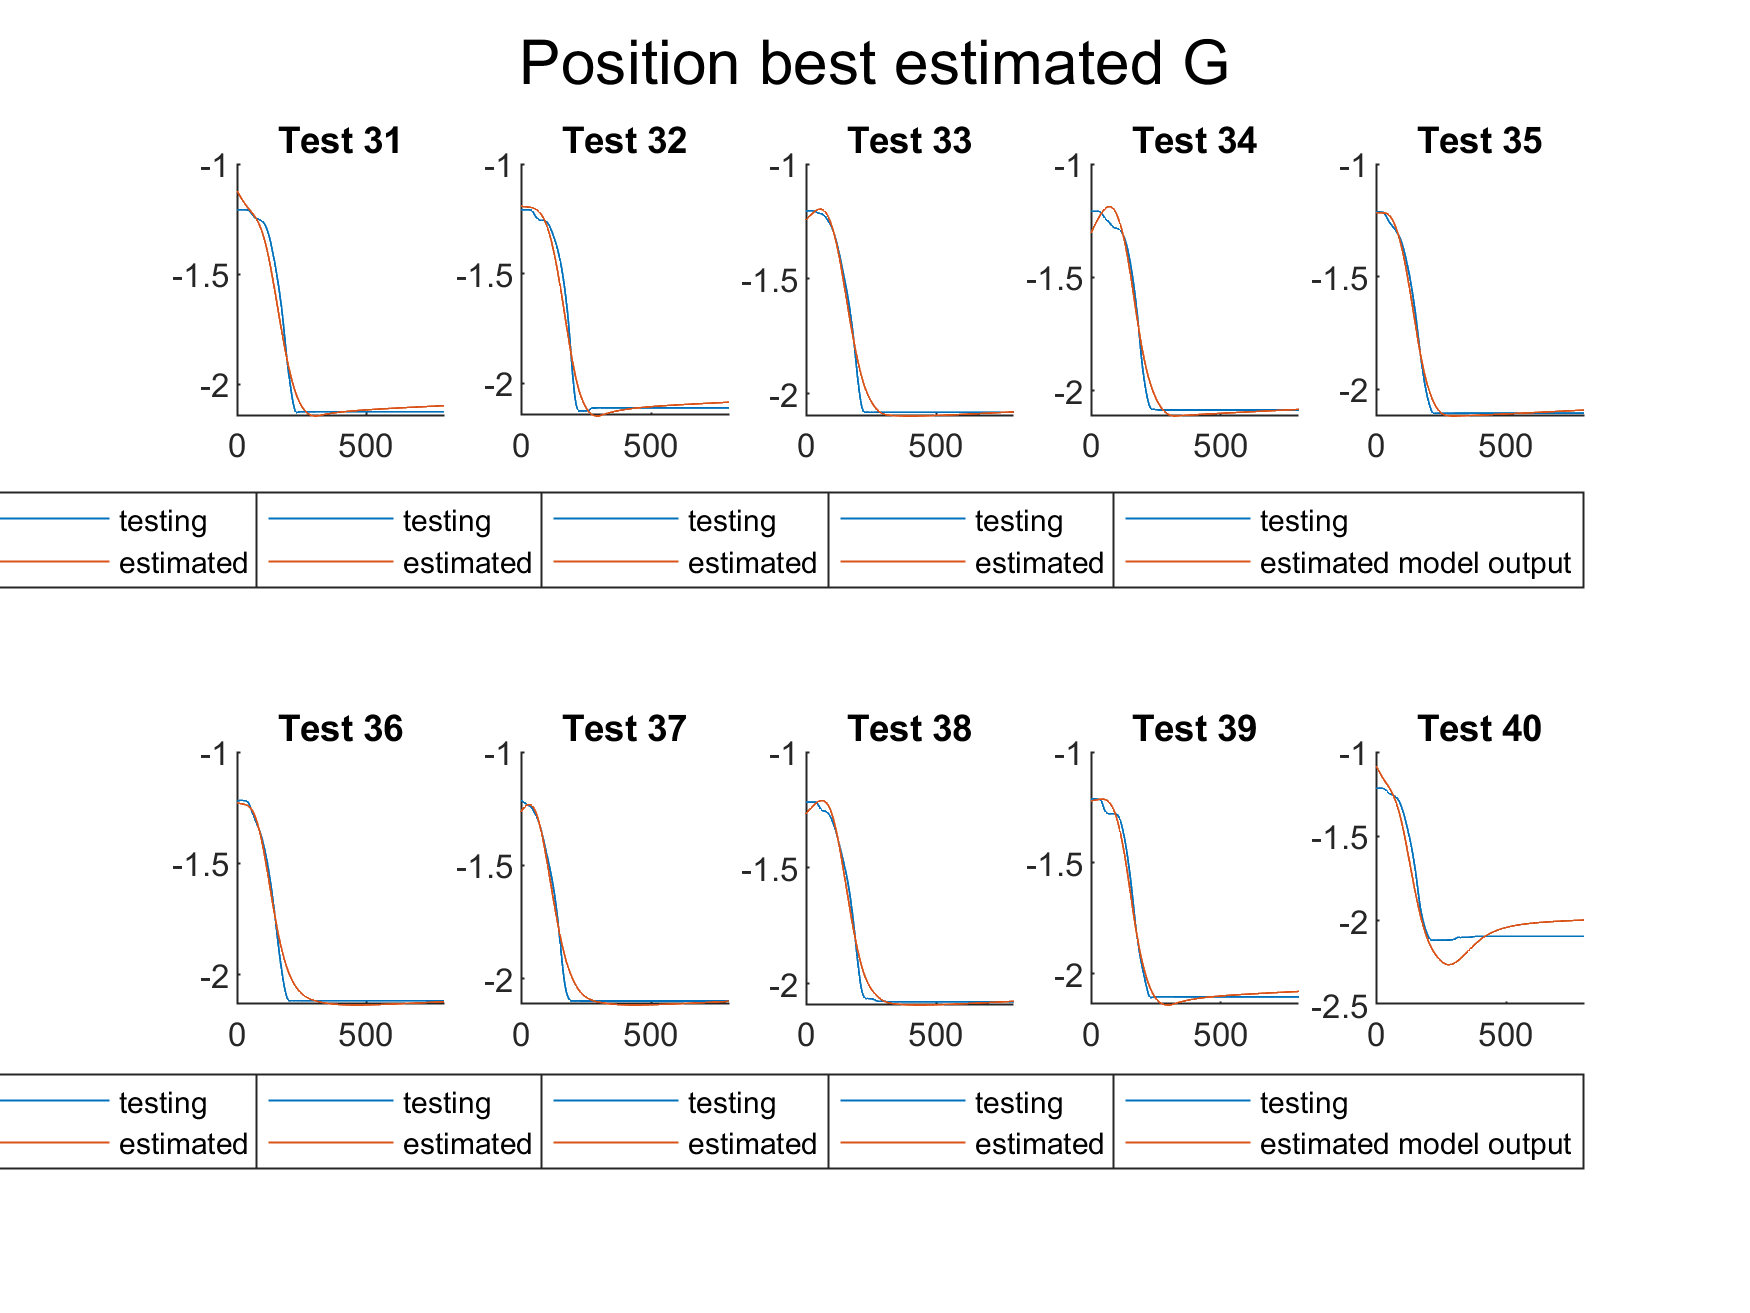 Position best estimated G
Test 31 Test 32 Test 33 Test 34 Test 35
-1 -1 -1 -1 -1
-1.5 -1.5 -1.5 -1.5 -1.5
-2 -2 -2 -2 -2
0 500 0 500 0 500 0 500 0 500
testing testing testing testing testing
estimated estimated estimated estimated estimated model output
Test 36 Test 37 Test 38 Test 39 Test 40
-1 -1 -1 -1 -1
-1.5 -1.5 -1.5 -1.5 -1.5
-2 -2 -2 -2 -2
-2.5
0 500 0 500 0 500 0 500 0 500
testing testing testing testing testing
estimated estimated estimated estimated estimated model output